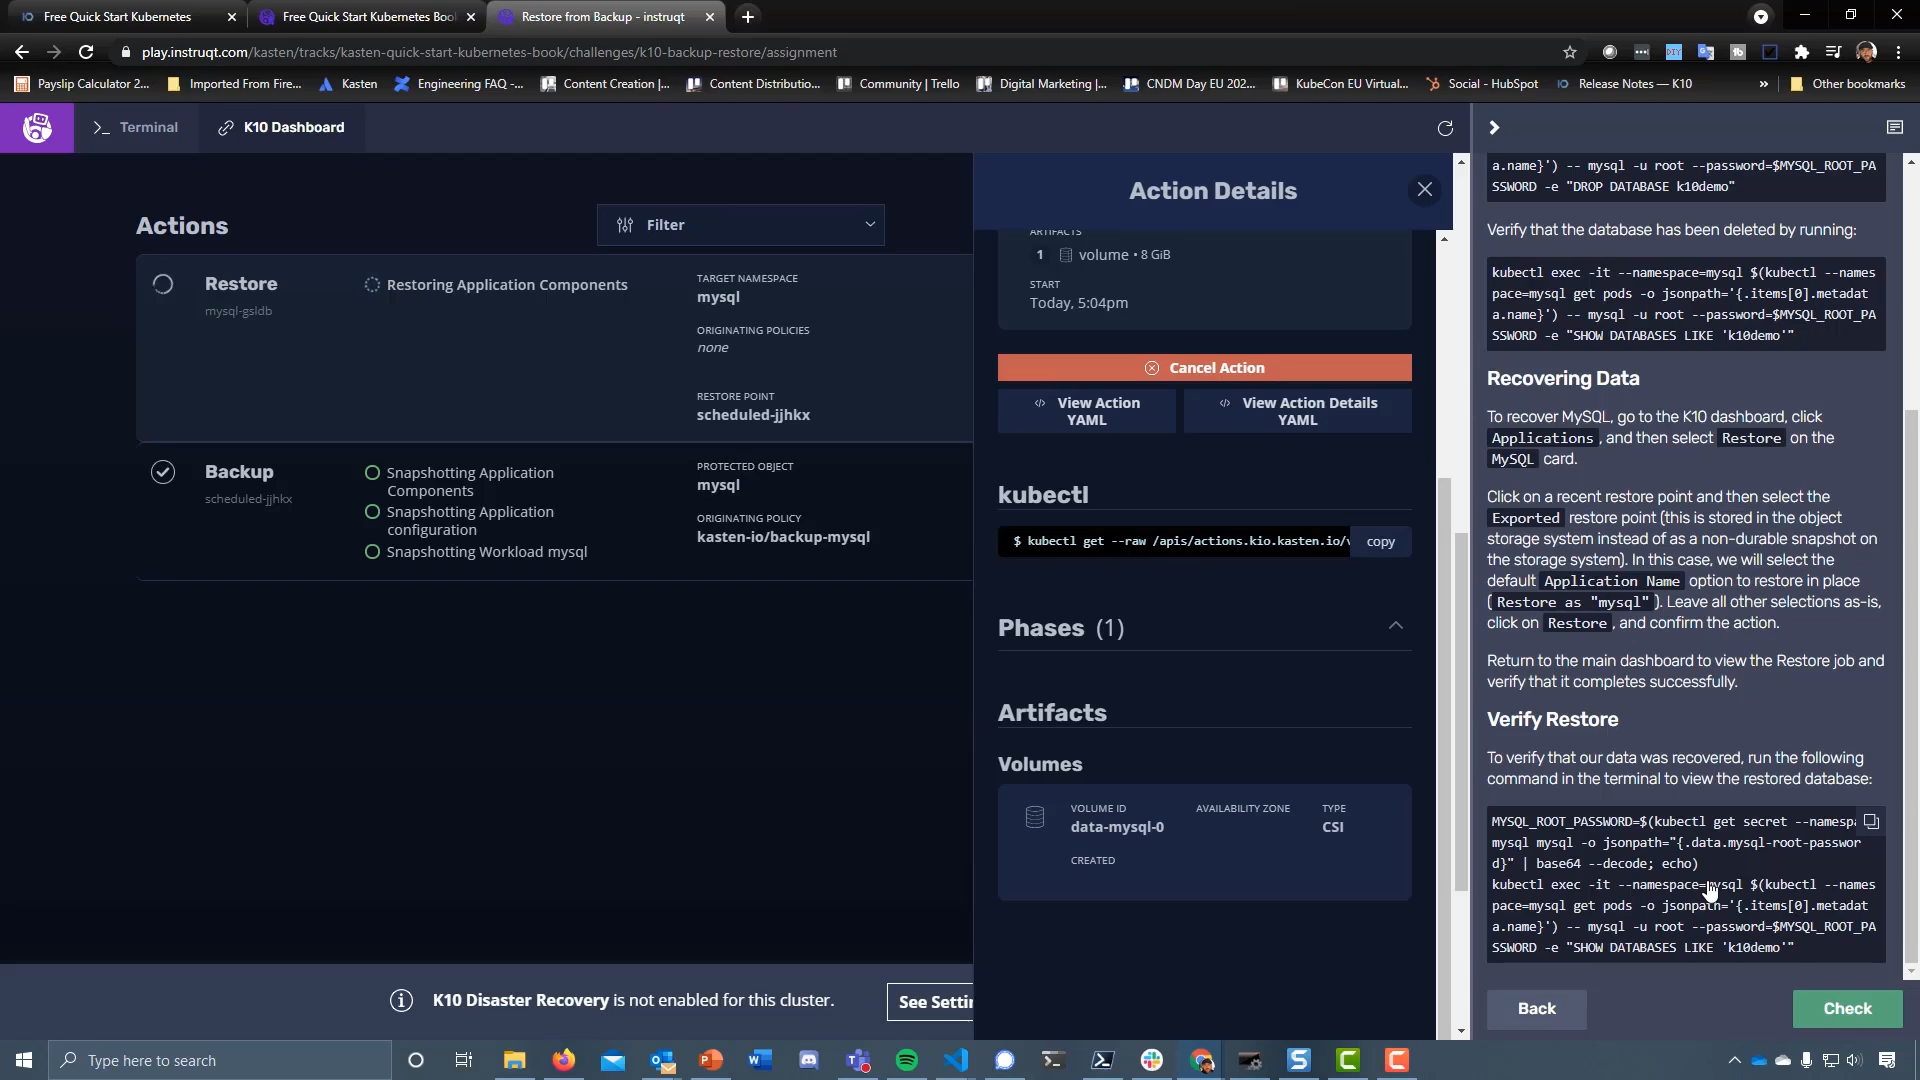 Free Quick Start Kubernetes
Free Quick Start Kubernetes Boo
Restore from Backup - instruqt
play.instruqt.com/kasten/tracks/kasten-quick-start-kubernetes-book/challenges/k10-backup-restore/assignment
Payslip Calculator 2...
Imported From Fire...
Kasten
Engineering FAQ -...
Content Creation |...
Content Distributio...
Community | Trello
Digital Marketing |...
CNDM Day EU 202...
KubeCon EU Virtual...
Social - HubSpot
Release Notes — K10
»
Other bookmarks
Terminal
K10 Dashboard
Actions
Filter
Restore
mysql-gsldb
Restoring Application Components
TARGET NAMESPACE
mysql
ORIGINATING POLICIES
none
RESTORE POINT
scheduled-jjhkx
Backup
scheduled-jjhkx
Snapshotting Application
Components
Snapshotting Application
configuration
Snapshotting Workload mysql
PROTECTED OBJECT
mysql
ORIGINATING POLICY
kasten-io/backup-mysql
K10 Disaster Recovery is not enabled for this cluster.
See Settin
Action Details
ARTIFACTS
1 volume • 8 GiB
START
Today, 5:04pm
Cancel Action
View Action
YAML
View Action Details
YAML
kubectl
$ kubectl get --raw /apis/actions.kio.kasten.io/v
copy
Phases (1)
Artifacts
Volumes
VOLUME ID
data-mysql-0
AVAILABILITY ZONE
TYPE
CSI
CREATED
a.name}') -- mysql -u root --password=$MYSQL_ROOT_PA
SSWORD -e "DROP DATABASE k10demo"
Verify that the database has been deleted by running:
kubectl exec -it --namespace=mysql $(kubectl --names
pace=mysql get pods -o jsonpath='{.items[0].metadat
a.name}') -- mysql -u root --password=$MYSQL_ROOT_PA
SSWORD -e "SHOW DATABASES LIKE 'k10demo'"
Recovering Data
To recover MySQL, go to the K10 dashboard, click
Applications , and then select Restore on the
MySQL card.
Click on a recent restore point and then select the
Exported restore point (this is stored in the object
storage system instead of as a non-durable snapshot on
the storage system). In this case, we will select the
default Application Name option to restore in place
( Restore as "mysql" ). Leave all other selections as-is,
click on Restore , and confirm the action.
Return to the main dashboard to view the Restore job and
verify that it completes successfully.
Verify Restore
To verify that our data was recovered, run the following
command in the terminal to view the restored database:
MYSQL_ROOT_PASSWORD=$(kubectl get secret --namespa
mysql mysql -o jsonpath="{.data.mysql-root-passwor
d}" | base64 --decode; echo)
kubectl exec -it --namespace=mysql $(kubectl --names
pace=mysql get pods -o jsonpath='{.items[0].metadat
a.name}') -- mysql -u root --password=$MYSQL_ROOT_PA
SSWORD -e "SHOW DATABASES LIKE 'k10demo'"
Back
Check
Type here to search